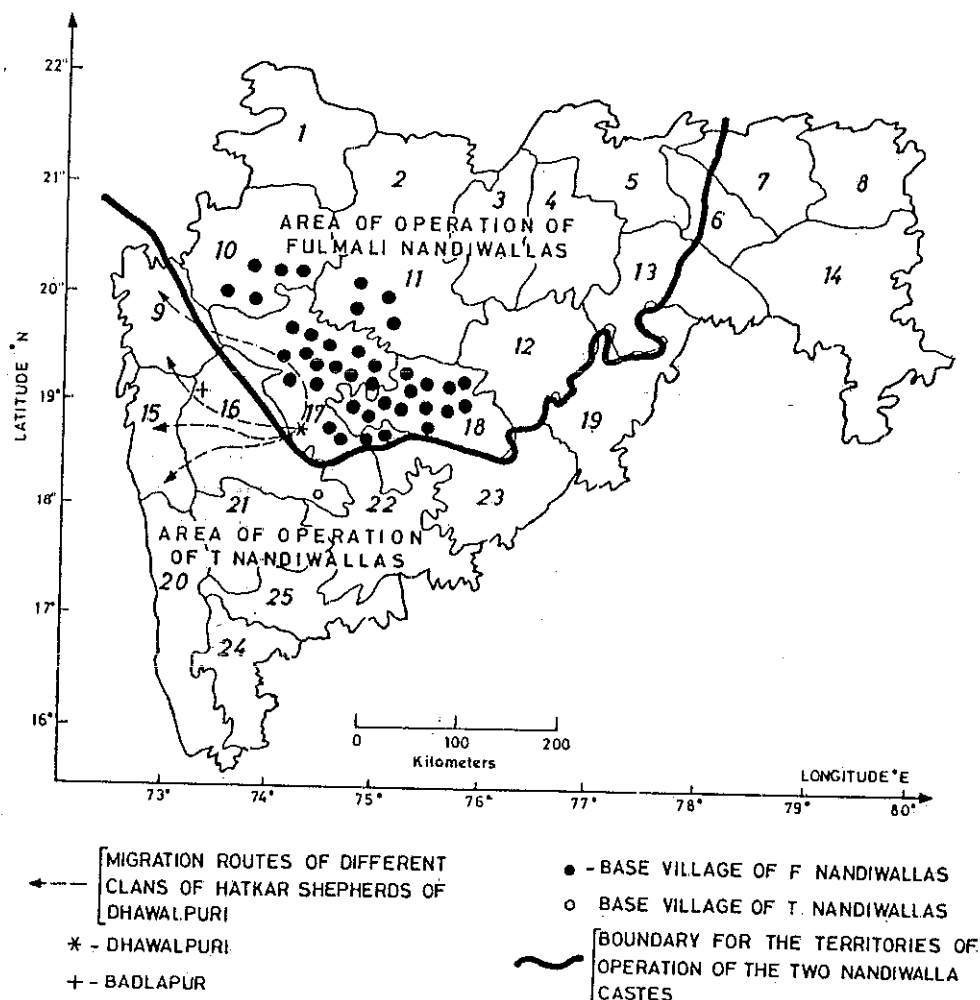 22°
21°
20°
19°
18°
17°
16°
LATITUDE °N
1
2
3
4
5
6
7
8
AREA OF OPERATION OF
FULMALI NANDIWALLAS
10
11
13
14
9
12
15
16
17
18
19
21
22
23
AREA OF OPERATION
OF T NANDIWALLAS
20
25
24
0 100 200
Kilometers
LONGITUDE °E
73° 74° 75° 76° 77° 78° 79° 80°
MIGRATION ROUTES OF DIFFERENT
CLANS OF HATKAR SHEPHERDS OF
DHAWALPURI
* - DHAWALPURI
+ - BADLAPUR
● - BASE VILLAGE OF F NANDIWALLAS
○ BASE VILLAGE OF T. NANDIWALLAS
BOUNDARY FOR THE TERRITORIES OF
OPERATION OF THE TWO NANDIWALLA
CASTES